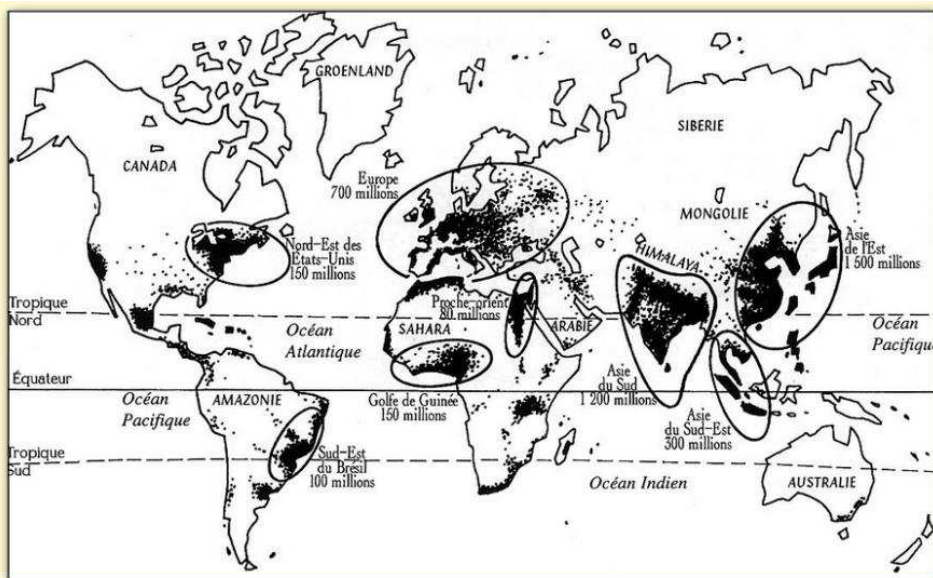 GROENLAND
SIBERIE
CANADA
Europe
700 millions
MONGOLIE
Nord-Est des
Etats-Unis
150 millions
HIMALAYA
Asie
de l'Est
1 500 millions
Tropique
Nord
Océan
Atlantique
SAHARA
Proche-orient
80 millions
ARABIE
Océan
Pacifique
Équateur
Océan
Pacifique
AMAZONIE
Golfe de Guinée
150 millions
Asie
du Sud
1 200 millions
Asie
du Sud-Est
300 millions
Tropique
Sud
Sud-Est
du Brésil
100 millions
Océan Indien
AUSTRALIE